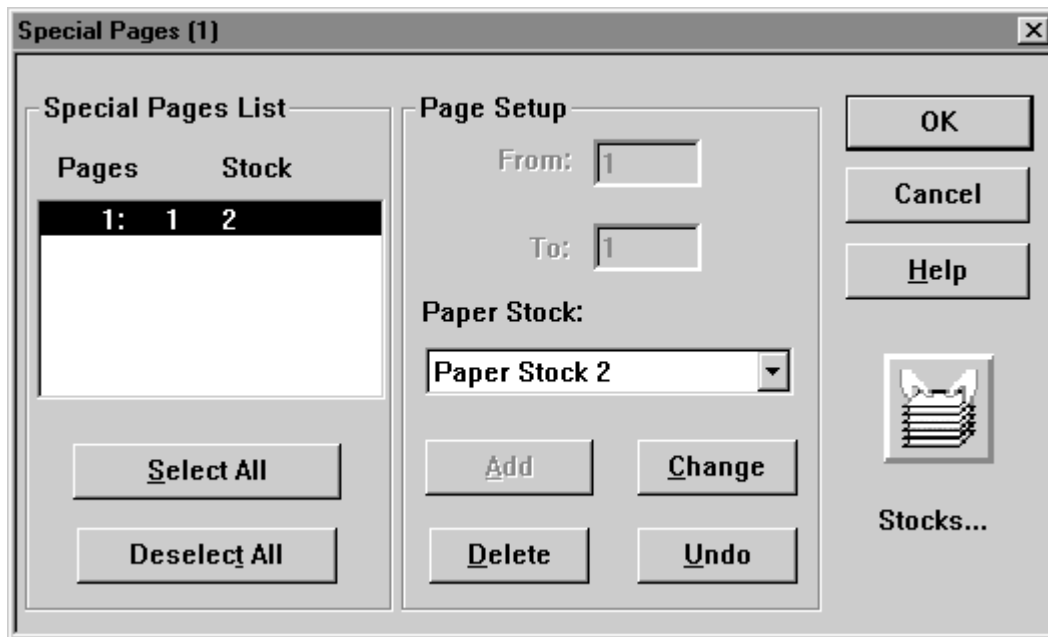 Special Pages (1)
Special Pages List
Pages Stock
1: 1 2
Select All
Deselect All
Page Setup
From: 1
To: 1
Paper Stock:
Paper Stock 2
Add Change
Delete Undo
OK
Cancel
Help
Stocks...